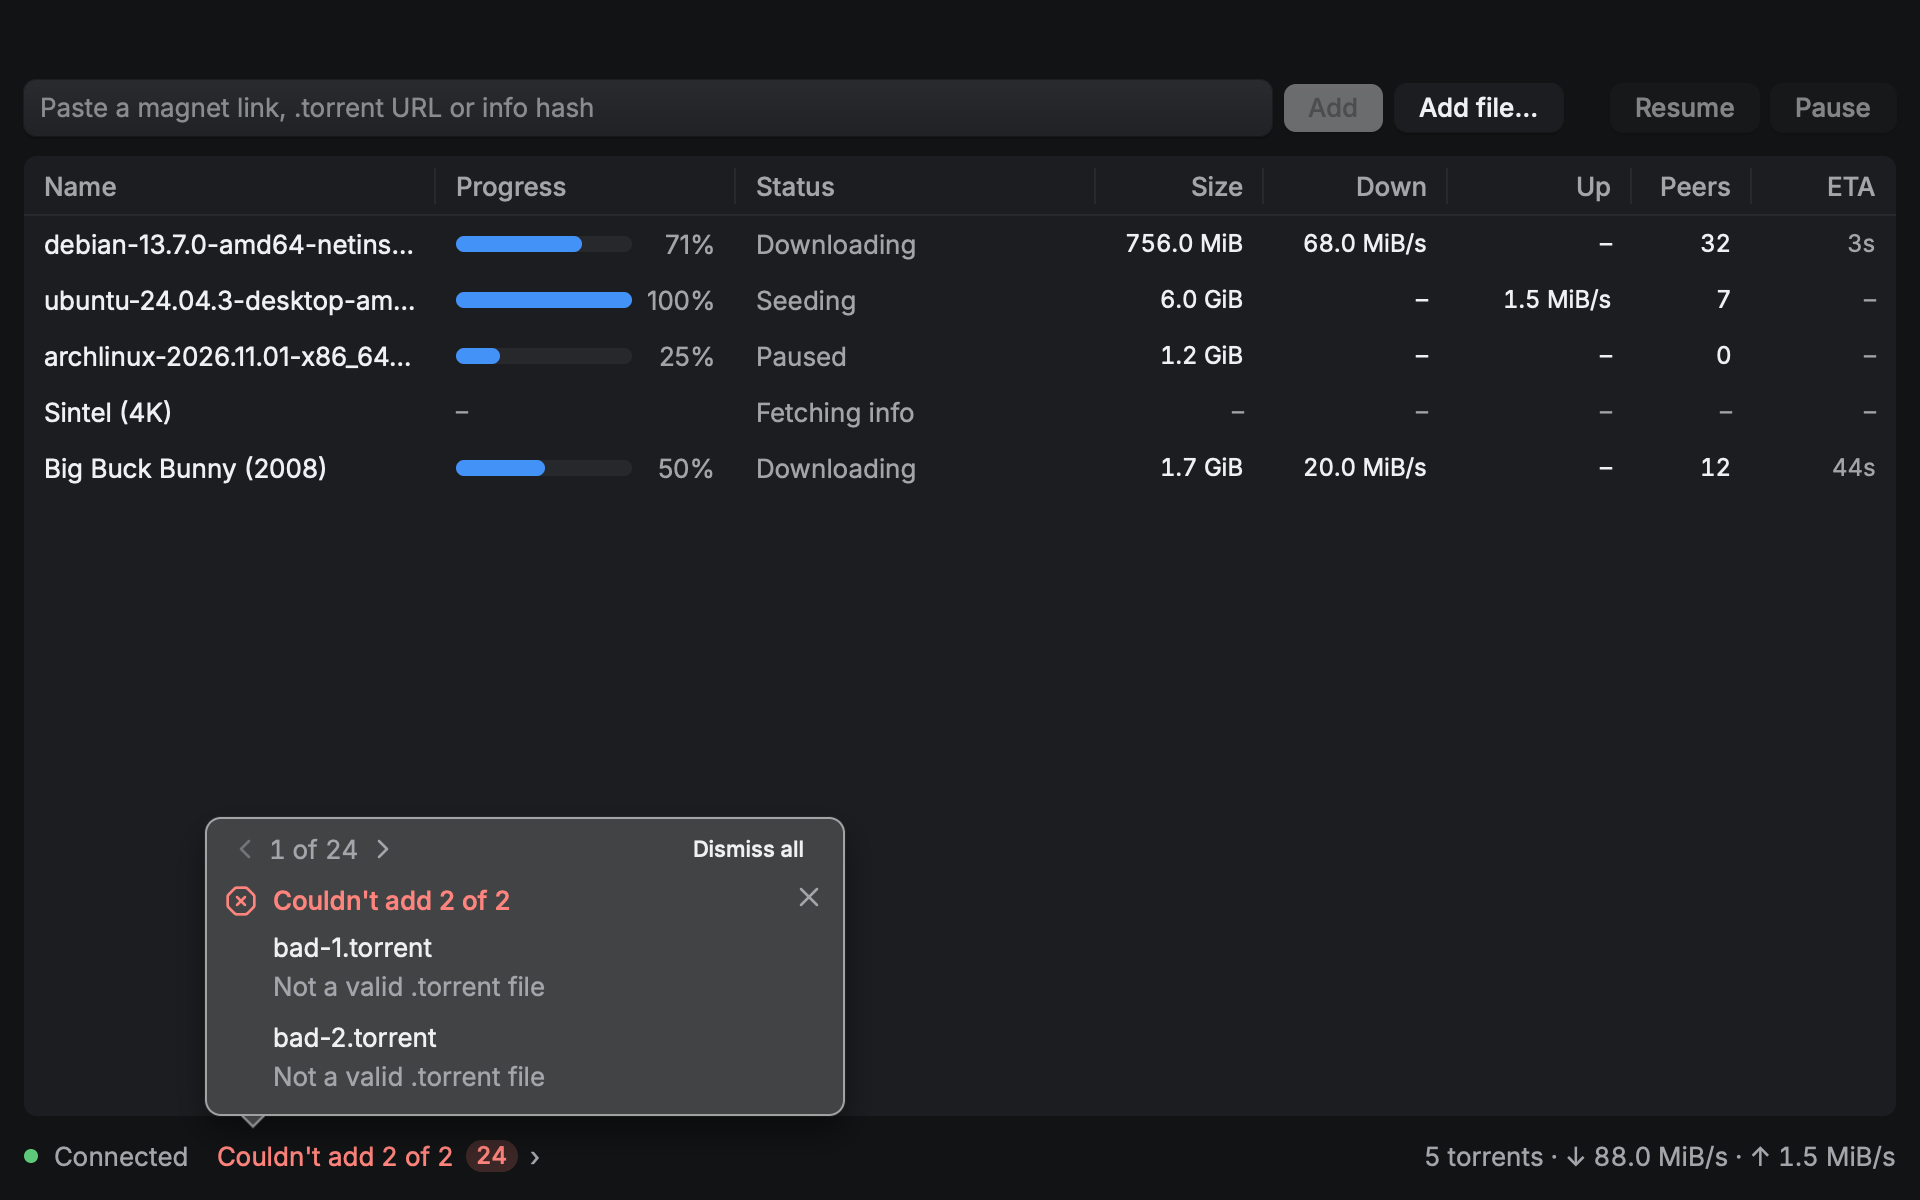 Paste a magnet link, .torrent URL or info hash Add Add file... Resume Pause
Name Progress Status Size Down Up Peers ETA
debian-13.7.0-amd64-netins... 71% Downloading 756.0 MiB 68.0 MiB/s – 32 3s
ubuntu-24.04.3-desktop-am... 100% Seeding 6.0 GiB – 1.5 MiB/s 7 –
archlinux-2026.11.01-x86_64... 25% Paused 1.2 GiB – – 0 –
Sintel (4K) – Fetching info – – – – –
Big Buck Bunny (2008) 50% Downloading 1.7 GiB 20.0 MiB/s – 12 44s
1 of 24 Dismiss all
Couldn't add 2 of 2
bad-1.torrent
Not a valid .torrent file
bad-2.torrent
Not a valid .torrent file
Connected Couldn't add 2 of 2 24 › 5 torrents · ↓ 88.0 MiB/s · ↑ 1.5 MiB/s